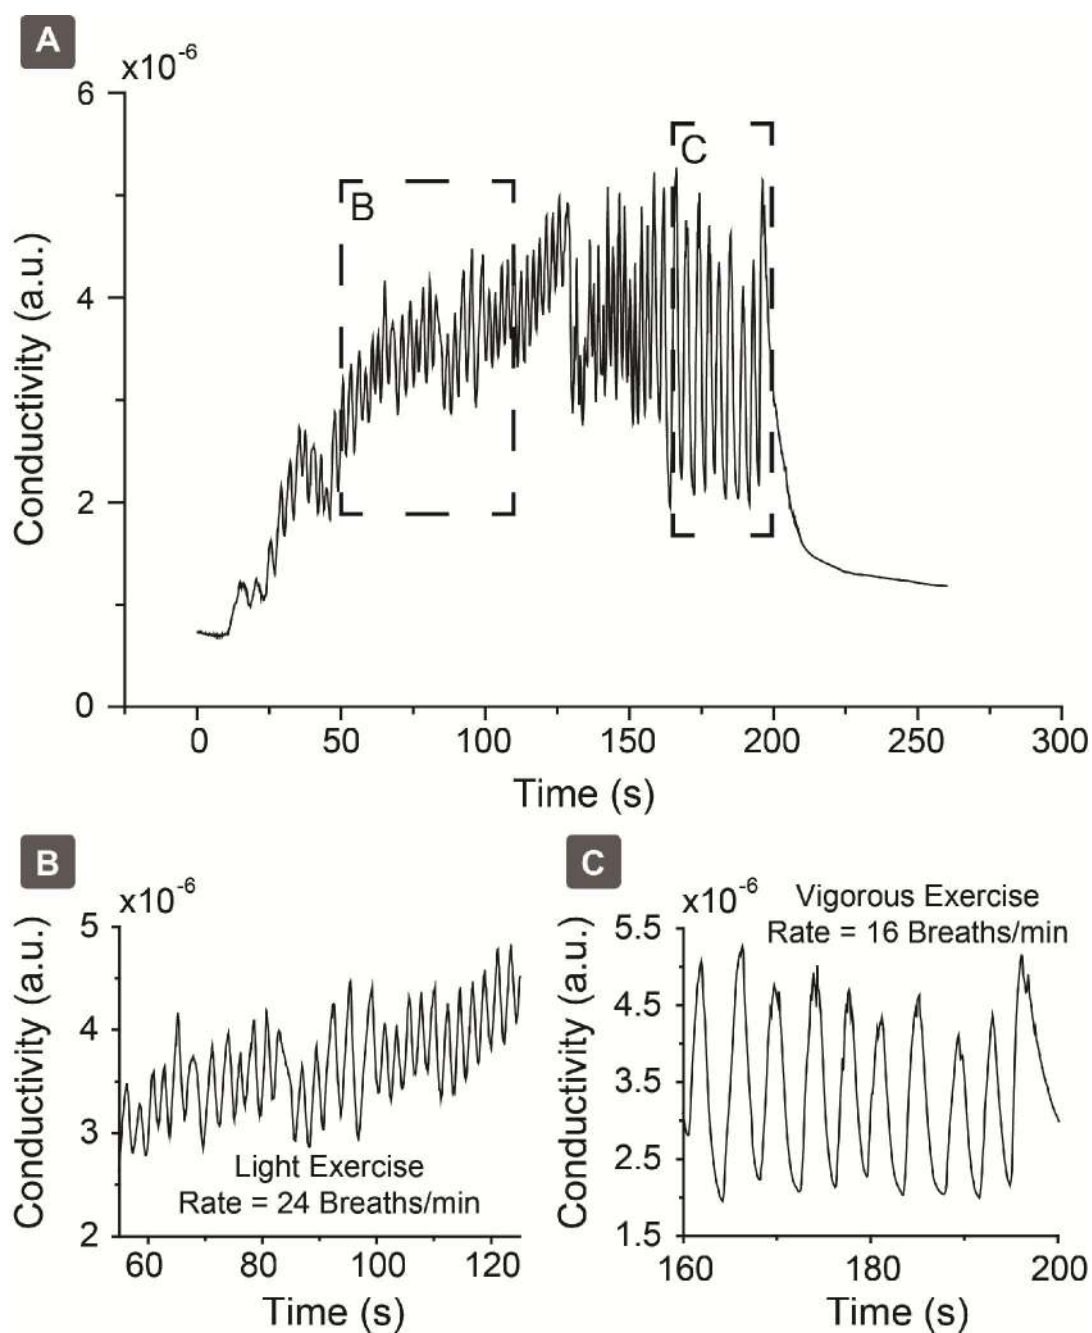 A
x10-6
6
4
2
0
Conductivity (a.u.)
B
C
0 50 100 150 200 250 300
Time (s)
B
x10-6
5
4
3
2
Conductivity (a.u.)
Light Exercise
Rate = 24 Breaths/min
60 80 100 120
Time (s)
C
x10-6
Vigorous Exercise
Rate = 16 Breaths/min
5.5
4.5
3.5
2.5
1.5
Conductivity (a.u.)
160 180 200
Time (s)